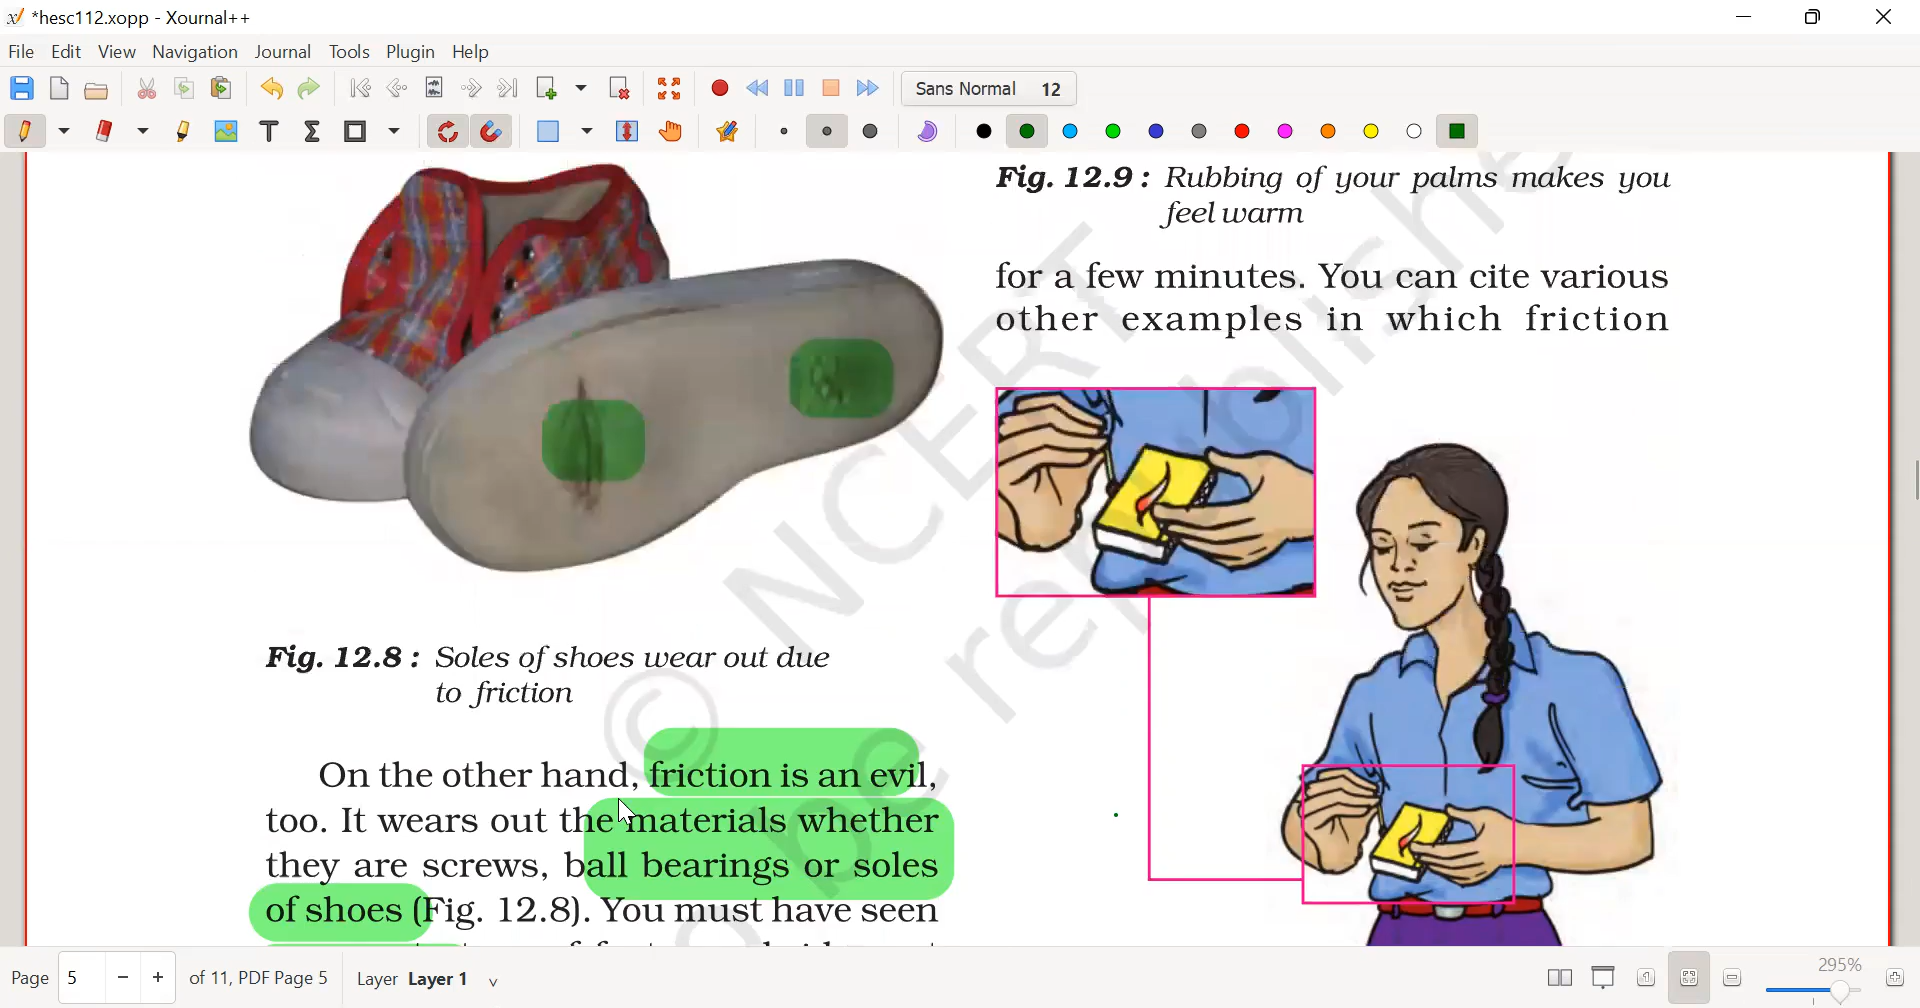 *hesc112.xopp - Xournal++
File Edit View Navigation Journal Tools Plugin Help
Sans Normal 12
Fig. 12.8 : Soles of shoes wear out due
to friction
On the other hand, friction is an evil,
too. It wears out the materials whether
they are screws, ball bearings or soles
of shoes (Fig. 12.8). You must have seen
Fig. 12.9 : Rubbing of your palms makes you
feel warm
for a few minutes. You can cite various
other examples in which friction
© NCERT
be republishe
Page 5 of 11, PDF Page 5 Layer Layer 1
295%